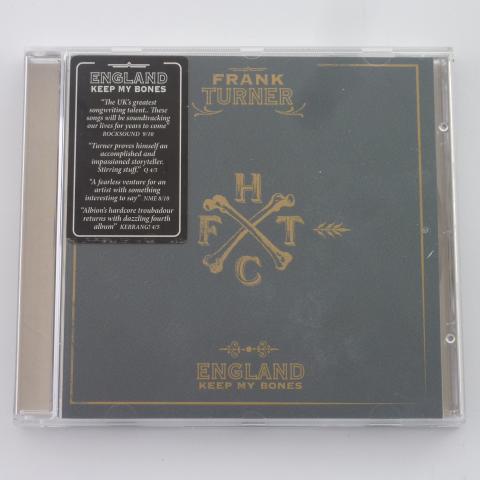 ENGLAND
KEEP MY BONES
"The UK's greatest
songwriting talent.. These
songs will be soundtracking
our lives for years to come"
ROCKSOUND 9/10
"Turner proves himself an
accomplished and
impassioned storyteller.
Stirring stuff." Q 4/5
"A fearless venture for an
artist with something
interesting to say" NME 8/10
"Albion's hardcore troubadour
returns with dazzling fourth
album" KERRANG! 4/5
FRANK
TURNER
H
F T
C
ENGLAND
KEEP MY BONES